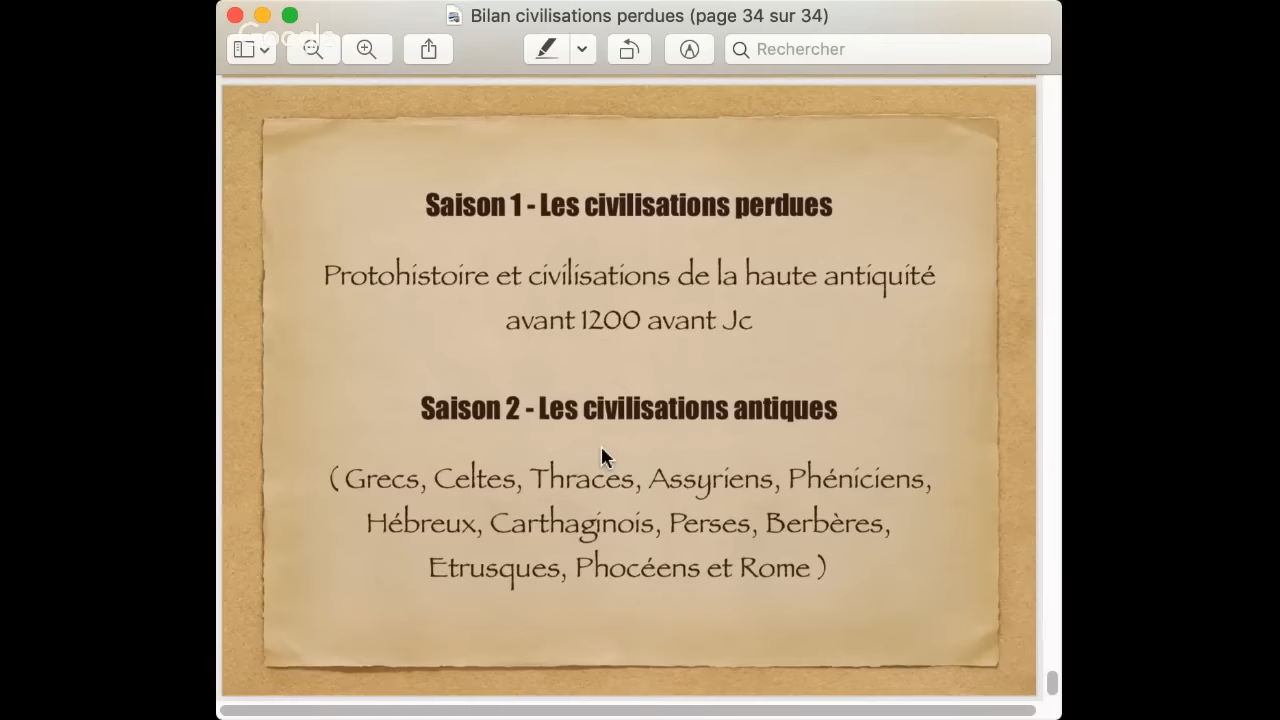 Bilan civilisations perdues (page 34 sur 34)
Google
Rechercher
Saison 1 - Les civilisations perdues
Protohistoire et civilisations de la haute antiquité
avant 1200 avant Jc
Saison 2 - Les civilisations antiques
( Grecs, Celtes, Thraces, Assyriens, Phéniciens,
Hébreux, Carthaginois, Perses, Berbères,
Etrusques, Phocéens et Rome )